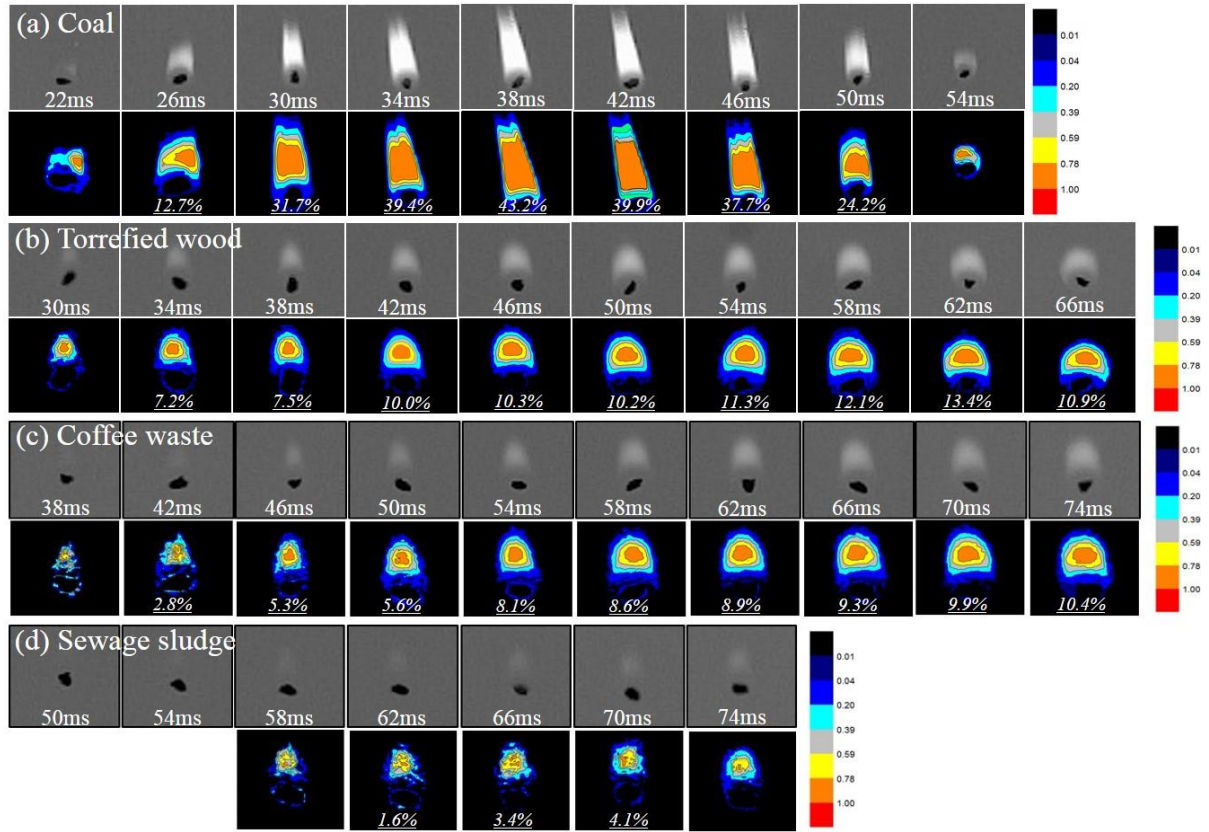 (a) Coal
22ms 26ms 30ms 34ms 38ms 42ms 46ms 50ms 54ms
12.7% 31.7% 39.4% 43.2% 39.9% 37.7% 24.2%
0.01
0.04
0.20
0.39
0.59
0.78
1.00
(b) Torrefied wood
30ms 34ms 38ms 42ms 46ms 50ms 54ms 58ms 62ms 66ms
7.2% 7.5% 10.0% 10.3% 10.2% 11.3% 12.1% 13.4% 10.9%
0.01
0.04
0.20
0.39
0.59
0.78
1.00
(c) Coffee waste
38ms 42ms 46ms 50ms 54ms 58ms 62ms 66ms 70ms 74ms
2.8% 5.3% 5.6% 8.1% 8.6% 8.9% 9.3% 9.9% 10.4%
0.01
0.04
0.20
0.39
0.59
0.78
1.00
(d) Sewage sludge
50ms 54ms 58ms 62ms 66ms 70ms 74ms
1.6% 3.4% 4.1%
0.01
0.04
0.20
0.39
0.59
0.78
1.00